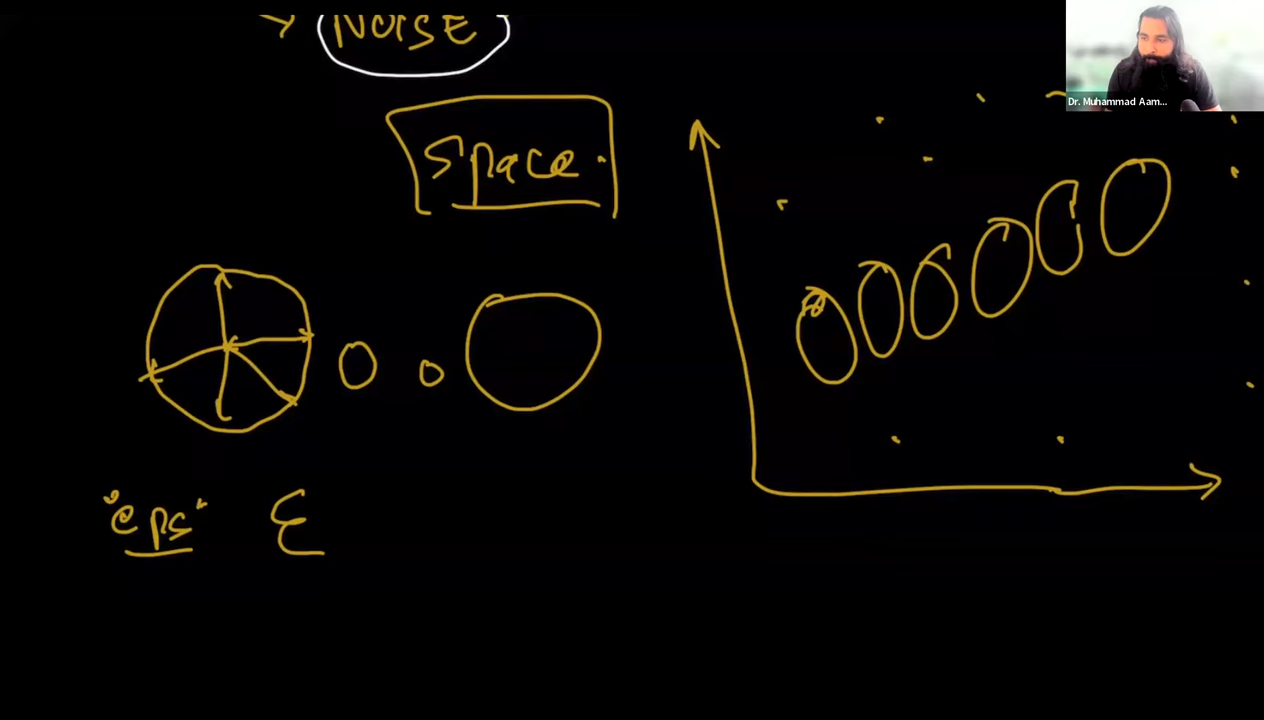 → NOISE
Dr. Muhammad Aam...
Space.
"eps" Ɛ